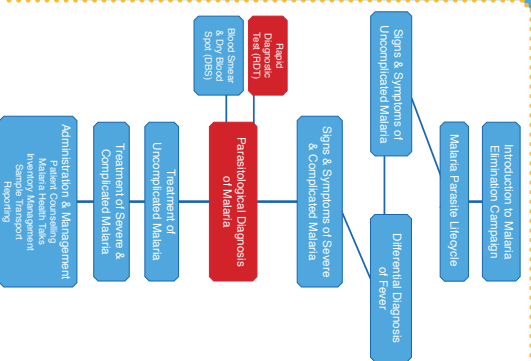 Introduction to Malaria
Elimination Campaign
Malaria Parasite Lifecycle
Signs & Symptoms of
Uncomplicated Malaria
Differential Diagnosis
of Fever
Signs & Symptoms of Severe
& Complicated Malaria
Parasitological Diagnosis
of Malaria
Rapid
Diagnostic
Test (RDT)
Blood Smear
& Dry Blood
Spot (DBS)
Treatment of
Uncomplicated Malaria
Treatment of Severe &
Complicated Malaria
Administration & Management
Patient Counselling
Malaria Health Talks
Inventory Management
Sample Transport
Reporting